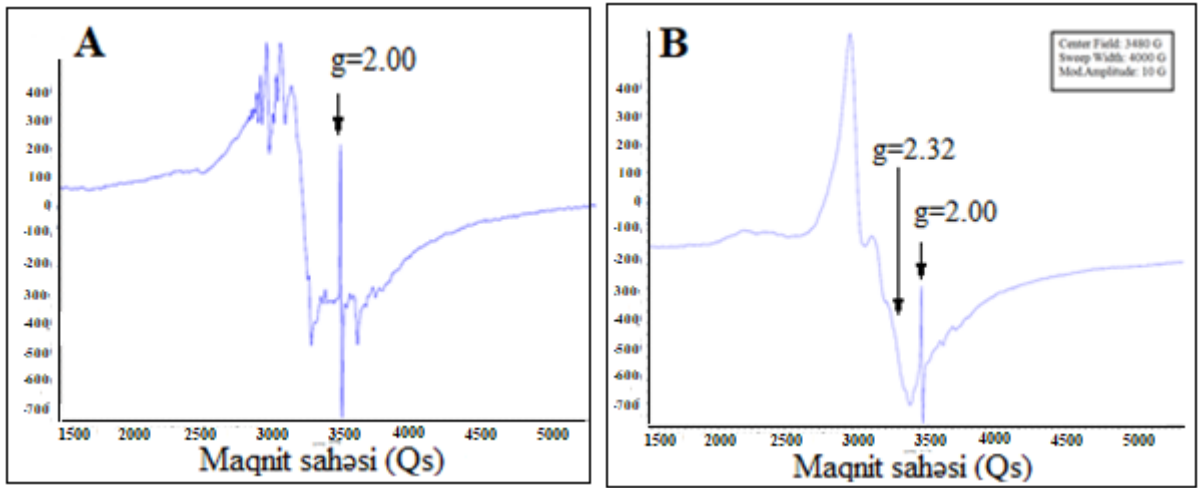 A
g=2.00
400
300
200
100
0
-100
-200
300
400
-500
-600
-700
1500 2000 2500 3000 3500 4000 4500 5000
Maqnit sahəsi (Qs)
B
Center Field: 3480 G
Sweep Width: 4000 G
Mod.Amplitude: 10 G
g=2.32
g=2.00
400
300
200
100
0
-100
-200
-300
-400
-500
-600
-700
1500 2000 2500 3000 3500 4000 4500 5000
Maqnit sahəsi (Qs)